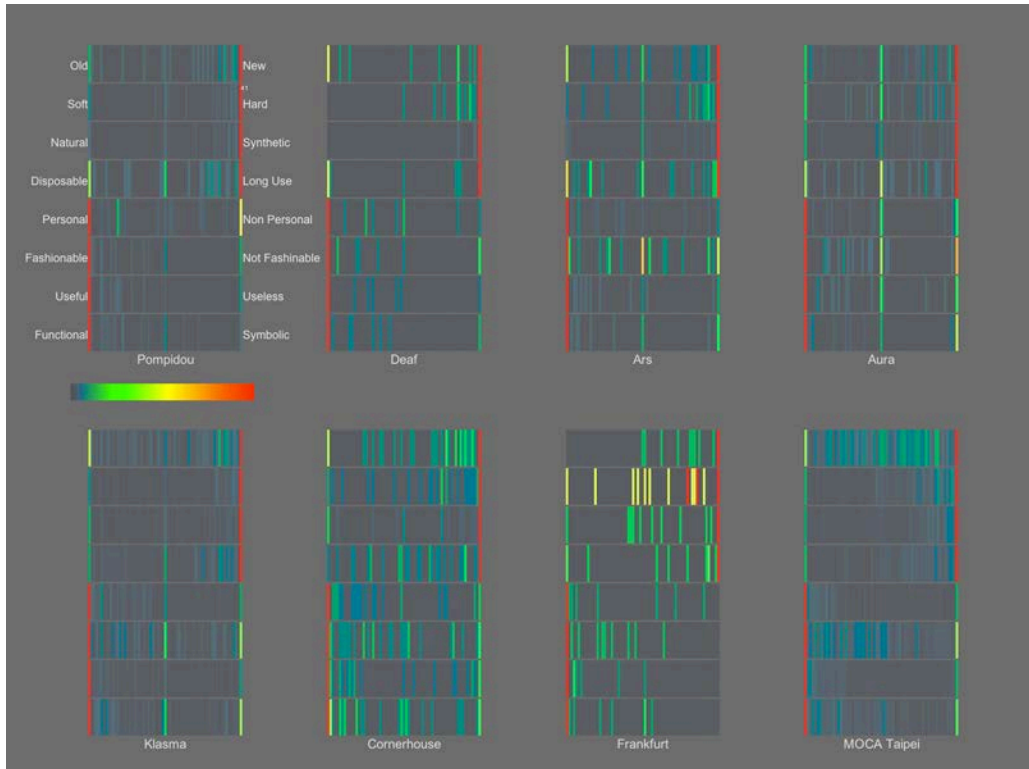 Old New
41
Soft Hard
Natural Synthetic
Disposable Long Use
Personal Non Personal
Fashionable Not Fashinable
Useful Useless
Functional Symbolic
Pompidou Deaf Ars Aura
Klasma Cornerhouse Frankfurt MOCA Taipei